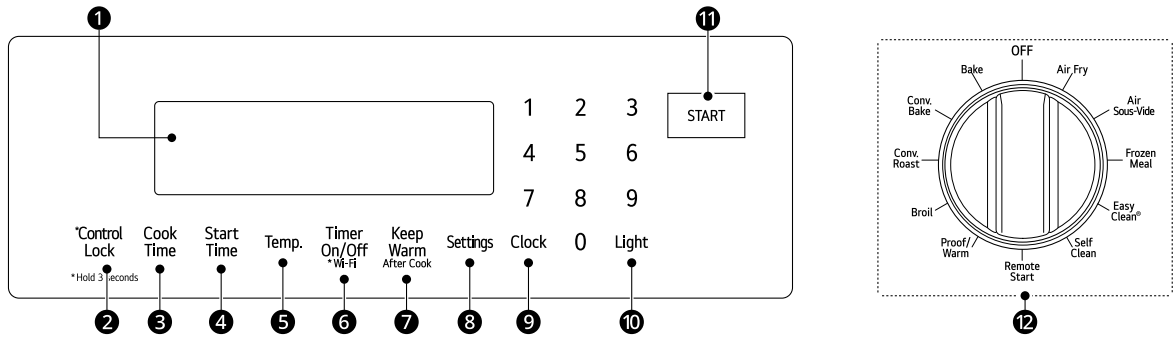 1
11
1 2 3
START
4 5 6
7 8 9
*Control
Lock
*Hold 3 seconds
Cook
Time
Start
Time
Temp.
Timer
On/Off
*Wi-Fi
Keep
Warm
After Cook
Settings
Clock
0
Light
2
3
4
5
6
7
8
9
10
OFF
Air Fry
Air
Sous-Vide
Frozen
Meal
Easy
Clean®
Self
Clean
Remote
Start
Proof/
Warm
Broil
Conv.
Roast
Conv.
Bake
Bake
12